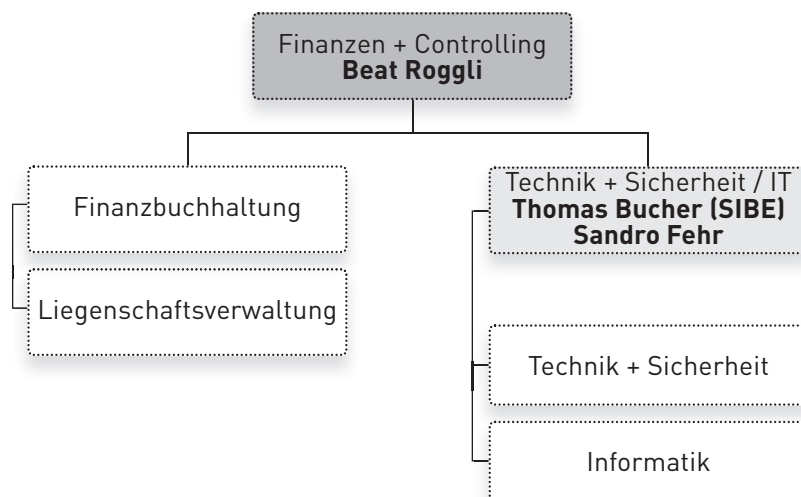 Finanzen + Controlling
Beat Roggli
Finanzbuchhaltung
Liegenschaftsverwaltung
Technik + Sicherheit / IT
Thomas Bucher (SIBE)
Sandro Fehr
Technik + Sicherheit
Informatik